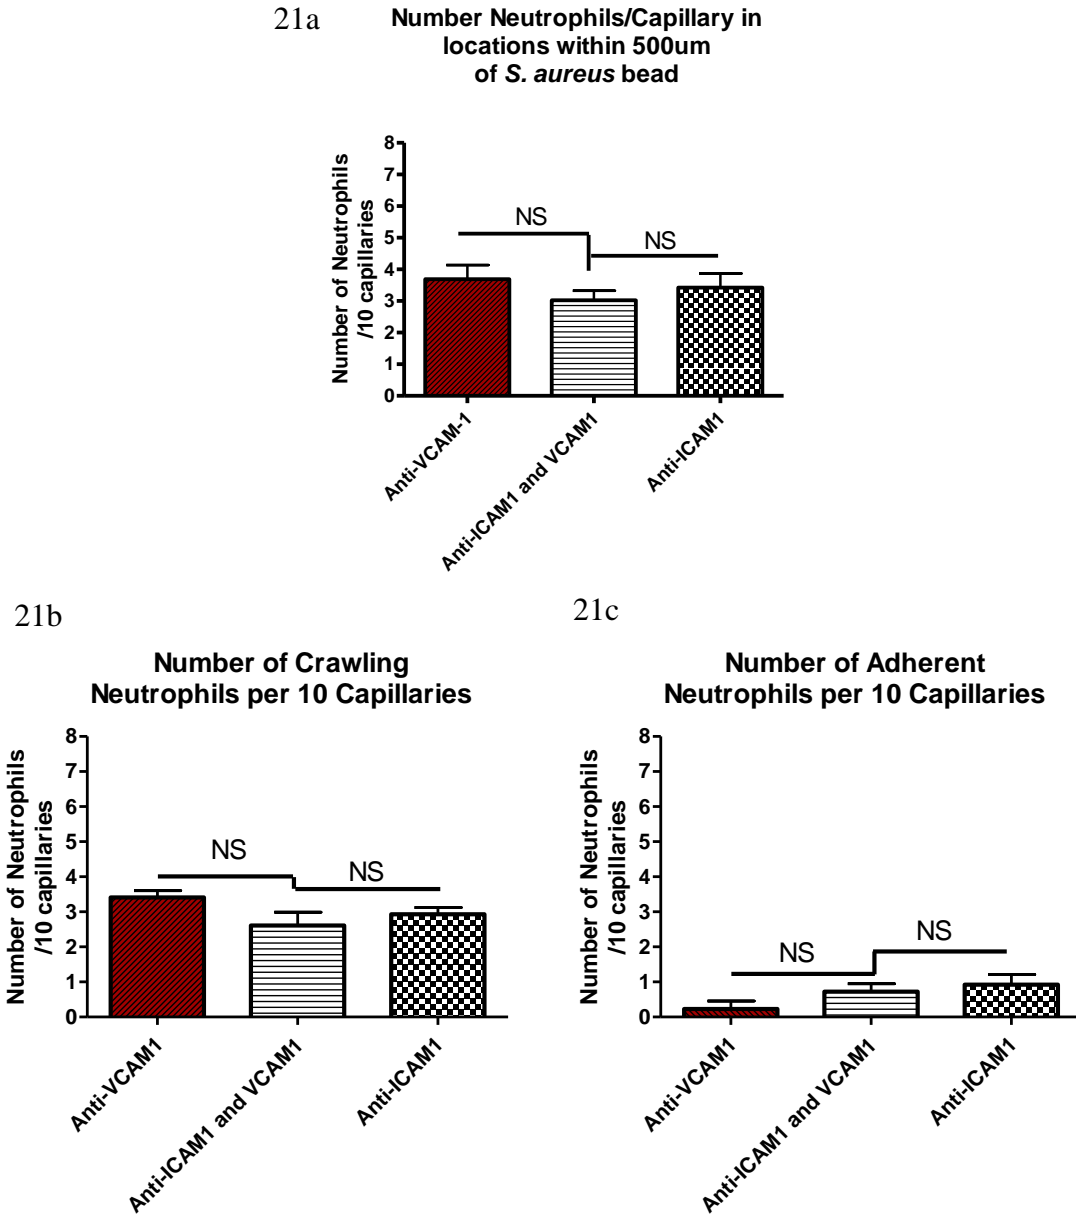 21a
Number Neutrophils/Capillary in
locations within 500um
of S. aureus bead
Number of Neutrophils
/10 capillaries
8
7
6
5
4
3
2
1
0
NS
NS
Anti-VCAM-1
Anti-ICAM1 and VCAM1
Anti-ICAM1
21b
Number of Crawling
Neutrophils per 10 Capillaries
Number of Neutrophils
/10 capillaries
8
7
6
5
4
3
2
1
0
NS
NS
Anti-VCAM1
Anti-ICAM1 and VCAM1
Anti-ICAM1
21c
Number of Adherent
Neutrophils per 10 Capillaries
Number of Neutrophils
/10 capillaries
8
7
6
5
4
3
2
1
0
NS
NS
Anti-VCAM1
Anti-ICAM1 and VCAM1
Anti-ICAM1